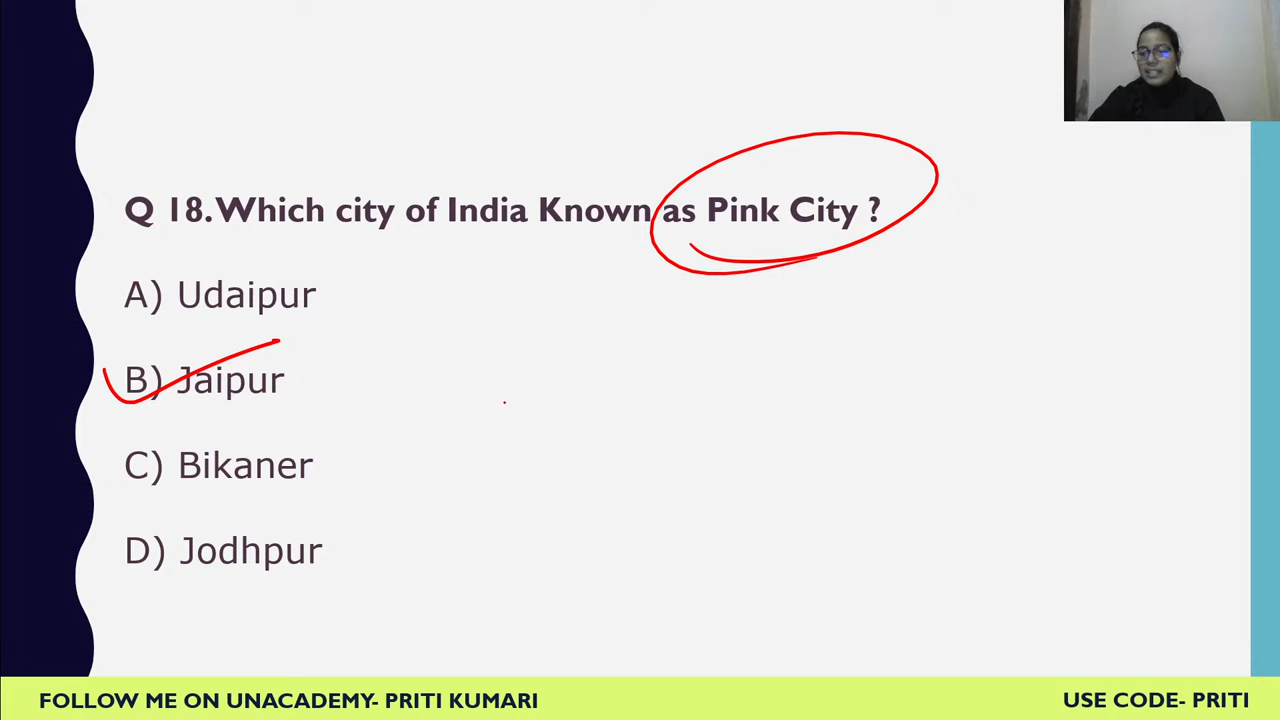 Q 18.Which city of India Known as Pink City ?
A) Udaipur
B) Jaipur
C) Bikaner
D) Jodhpur
FOLLOW ME ON UNACADEMY- PRITI KUMARI
USE CODE- PRITI